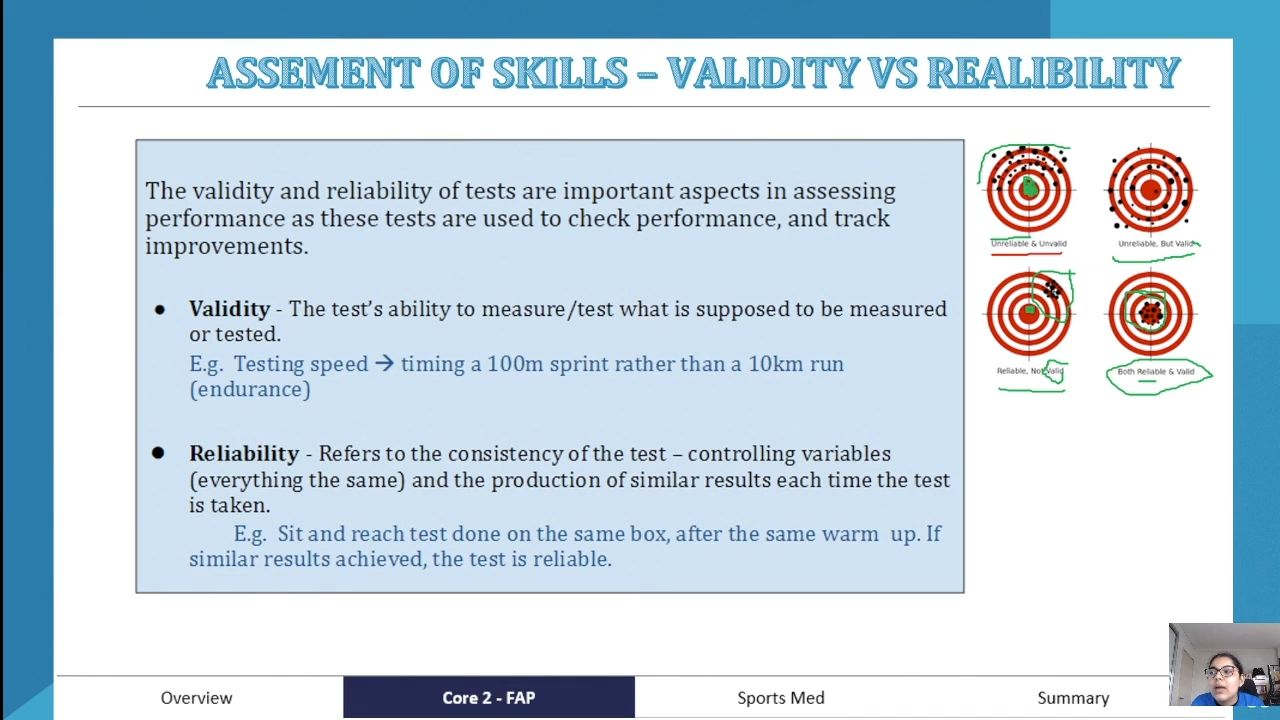 ASSEMENT OF SKILLS – VALIDITY VS REALIBILITY
The validity and reliability of tests are important aspects in assessing
performance as these tests are used to check performance, and track
improvements.
● Validity - The test's ability to measure/test what is supposed to be measured
or tested.
E.g. Testing speed → timing a 100m sprint rather than a 10km run
(endurance)
● Reliability - Refers to the consistency of the test – controlling variables
(everything the same) and the production of similar results each time the test
is taken.
E.g. Sit and reach test done on the same box, after the same warm up. If
similar results achieved, the test is reliable.
Unreliable & Unvalid
Unreliable, But Valid
Reliable, Not Valid
Both Reliable & Valid
Overview
Core 2 - FAP
Sports Med
Summary